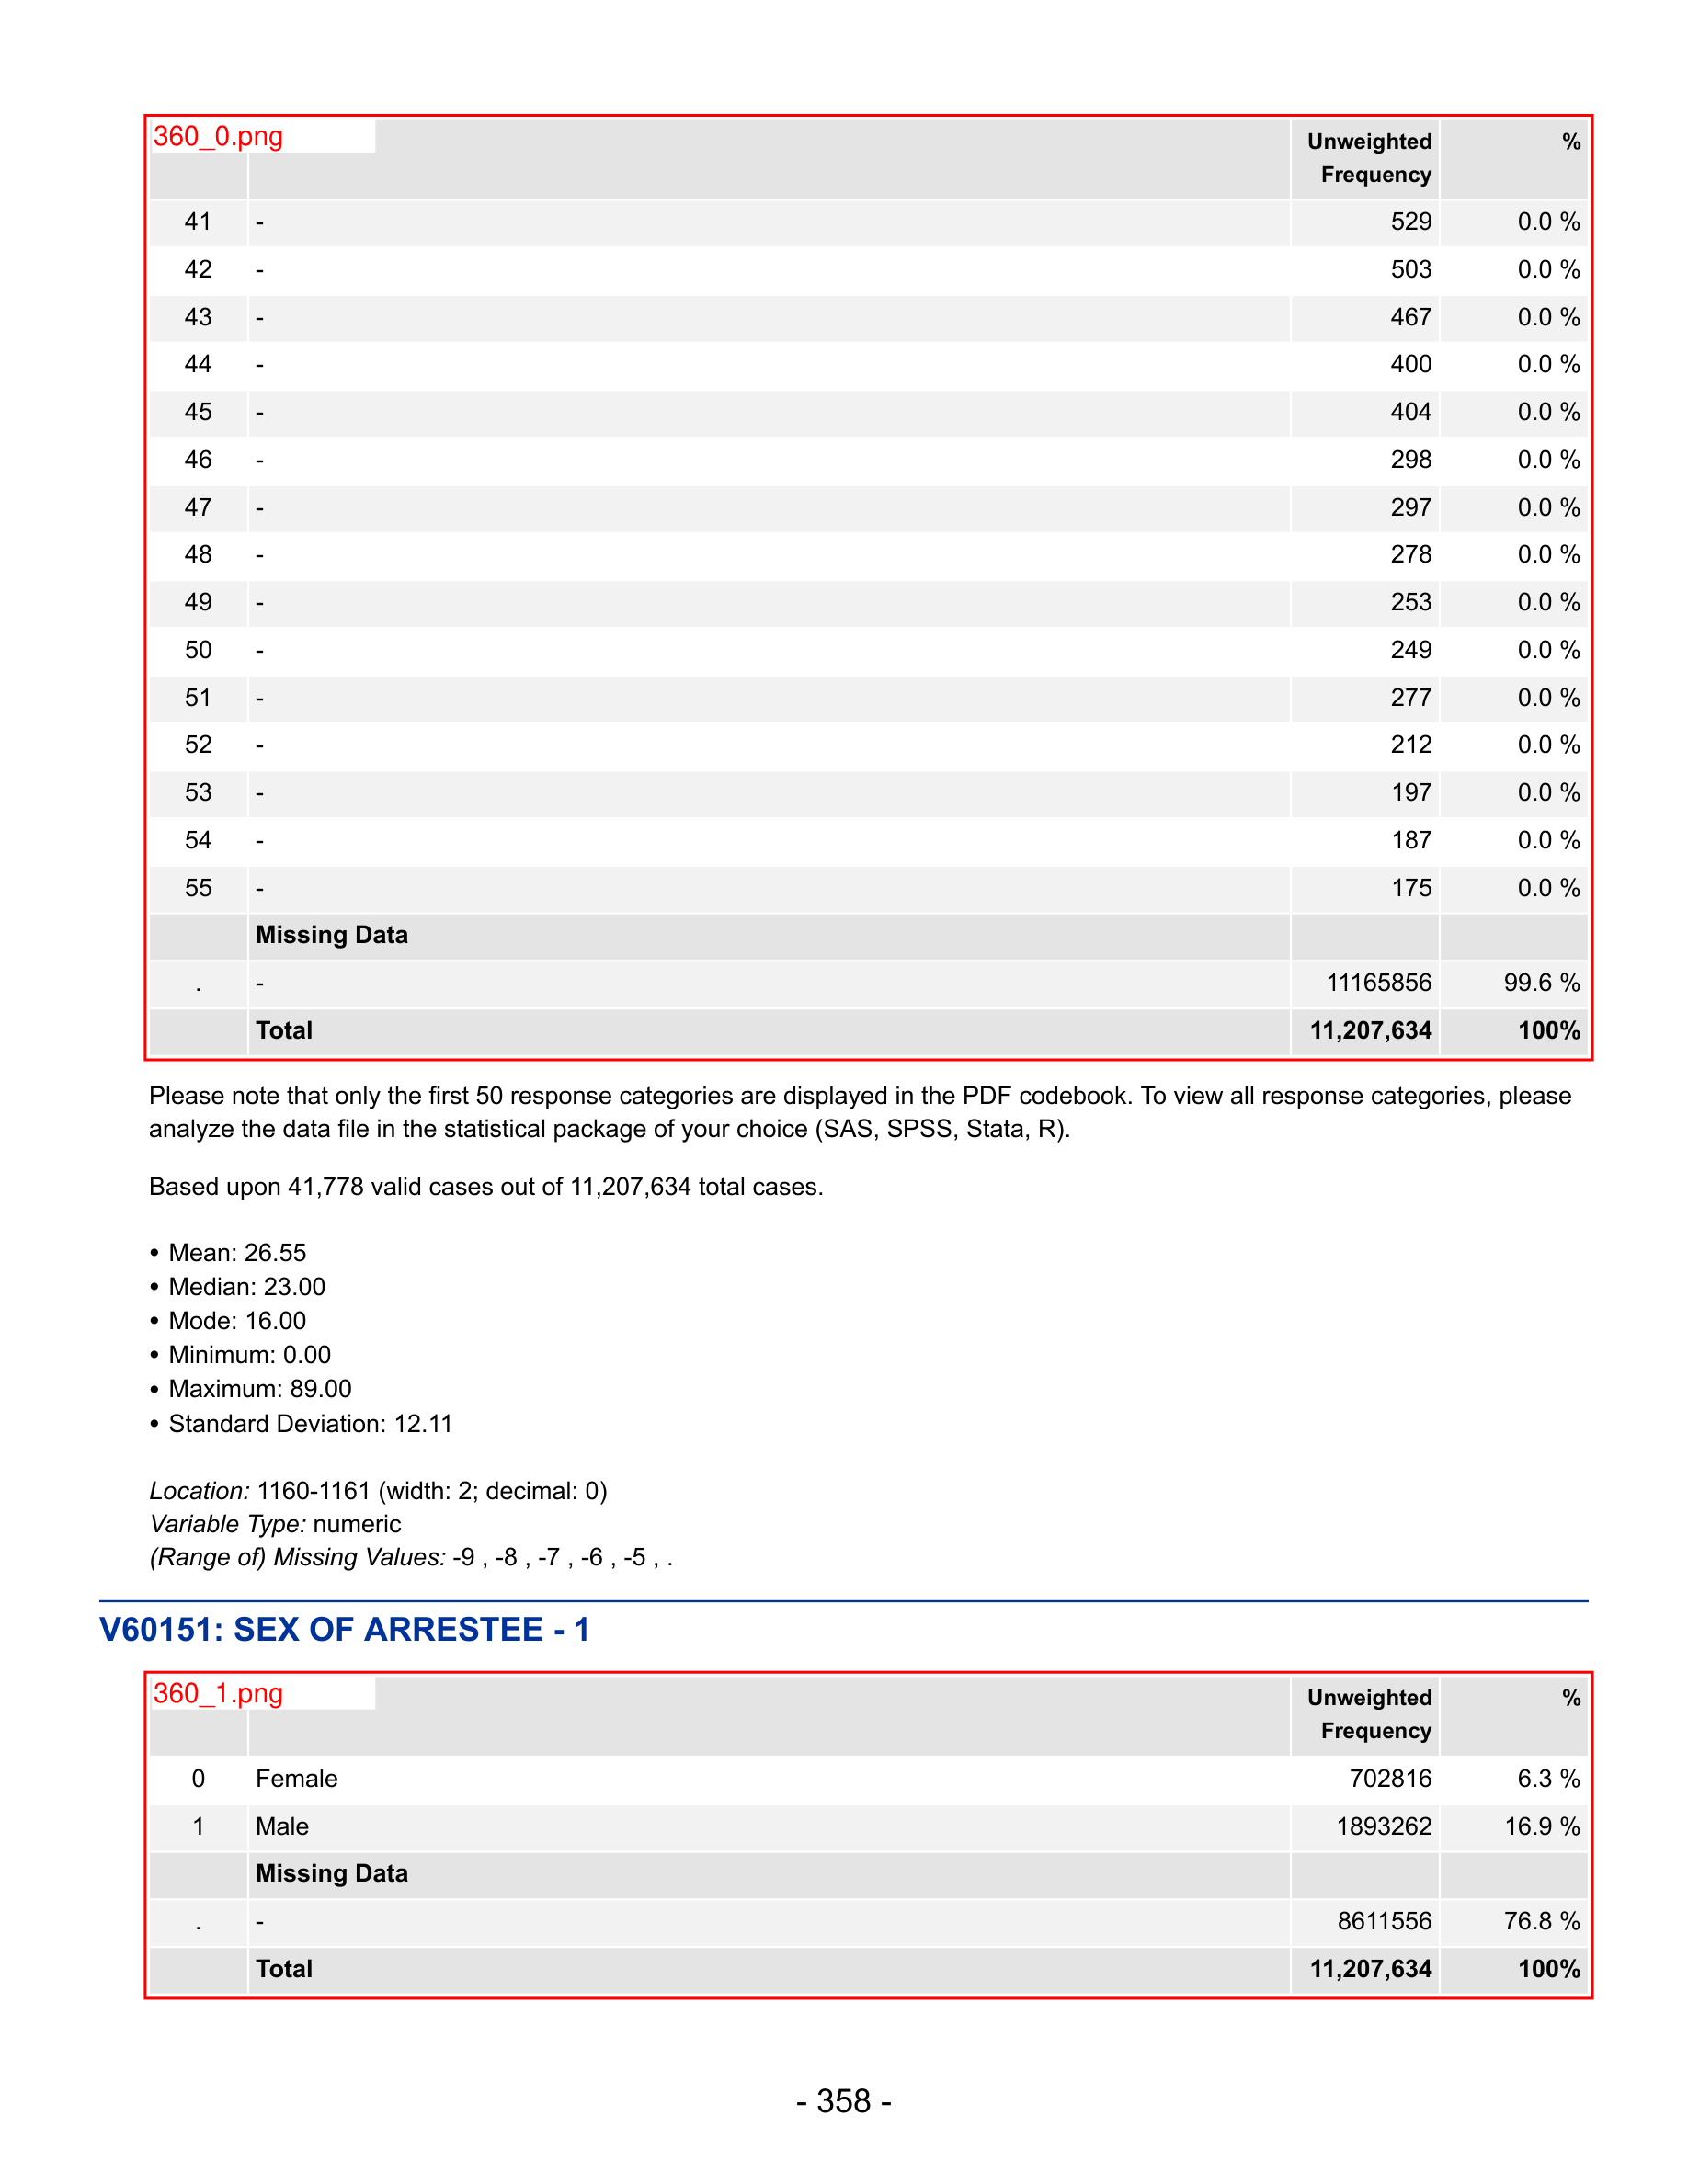 360_0.png
Unweighted Frequency %
41 - 529 0.0 %
42 - 503 0.0 %
43 - 467 0.0 %
44 - 400 0.0 %
45 - 404 0.0 %
46 - 298 0.0 %
47 - 297 0.0 %
48 - 278 0.0 %
49 - 253 0.0 %
50 - 249 0.0 %
51 - 277 0.0 %
52 - 212 0.0 %
53 - 197 0.0 %
54 - 187 0.0 %
55 - 175 0.0 %
Missing Data
. - 11165856 99.6 %
Total 11,207,634 100%
Please note that only the first 50 response categories are displayed in the PDF codebook. To view all response categories, please
analyze the data file in the statistical package of your choice (SAS, SPSS, Stata, R).
Based upon 41,778 valid cases out of 11,207,634 total cases.
• Mean: 26.55
• Median: 23.00
• Mode: 16.00
• Minimum: 0.00
• Maximum: 89.00
• Standard Deviation: 12.11
Location: 1160-1161 (width: 2; decimal: 0)
Variable Type: numeric
(Range of) Missing Values: -9 , -8 , -7 , -6 , -5 , .
V60151: SEX OF ARRESTEE - 1
360_1.png
Unweighted Frequency %
0 Female 702816 6.3 %
1 Male 1893262 16.9 %
Missing Data
. - 8611556 76.8 %
Total 11,207,634 100%
- 358 -